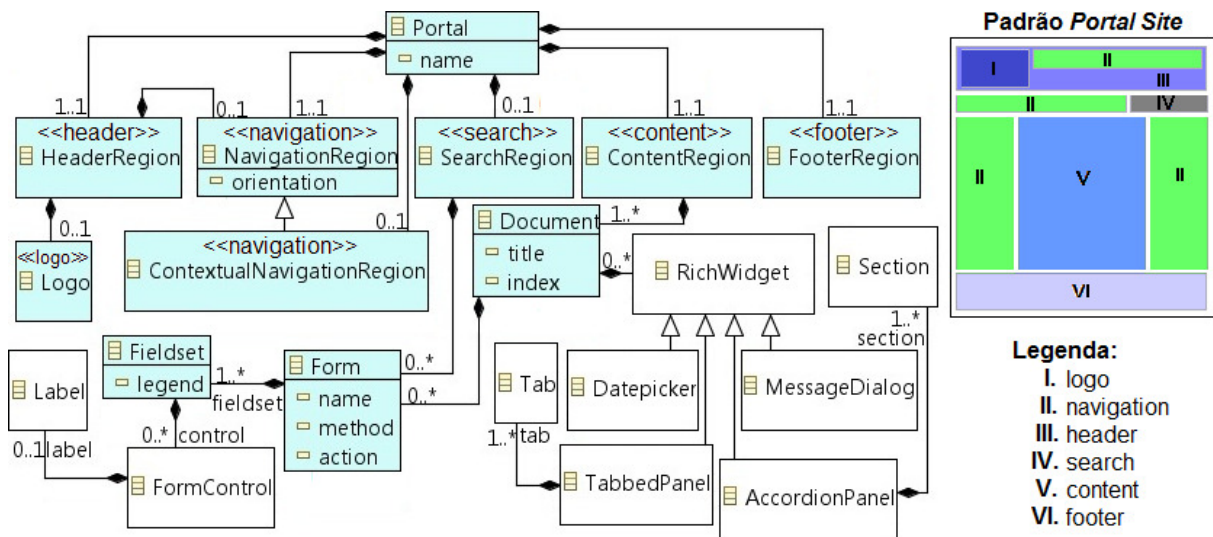 Portal
name
Padrão Portal Site
I
II
III
II
IV
II
V
II
VI
1..1
0..1
1..1
0..1
1..1
1..1
<<header>>
HeaderRegion
<<navigation>>
NavigationRegion
orientation
<<search>>
SearchRegion
<<content>>
ContentRegion
<<footer>>
FooterRegion
0..1
0..1
1..*
<<logo>>
Logo
<<navigation>>
ContextualNavigationRegion
Document
title
index
0..*
RichWidget
Section
1..*
section
Legenda:
I. logo
II. navigation
III. header
IV. search
V. content
VI. footer
Label
Fieldset
legend
1..*
fieldset
Form
name
method
action
0..*
0..*
Tab
1..*
tab
Datepicker
MessageDialog
0..1
label
0..*
control
FormControl
TabbedPanel
AccordionPanel